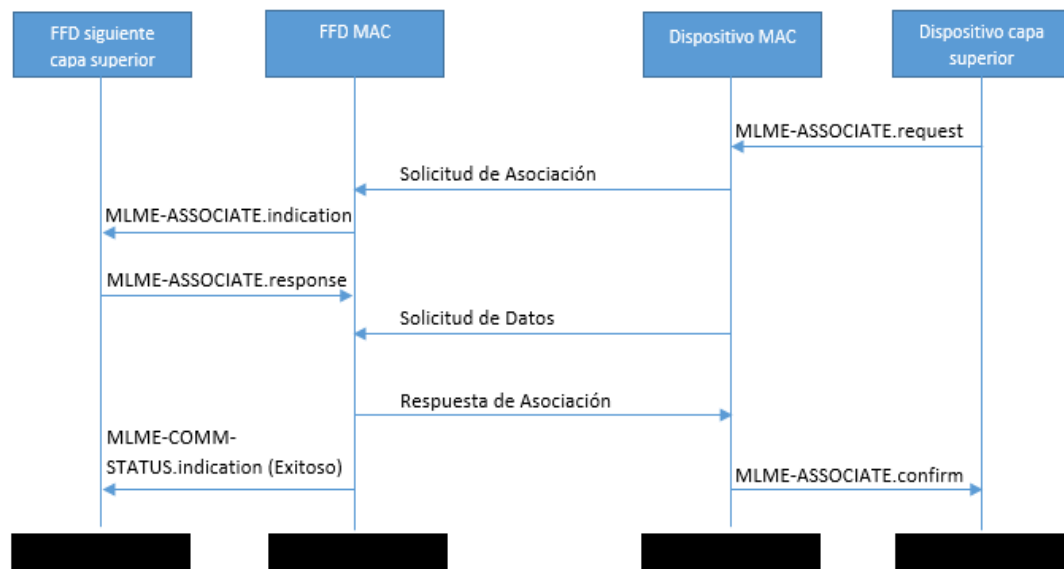 FFD siguiente
capa superior
FFD MAC
Dispositivo MAC
Dispositivo capa
superior
MLME-ASSOCIATE.request
Solicitud de Asociación
MLME-ASSOCIATE.indication
MLME-ASSOCIATE.response
Solicitud de Datos
Respuesta de Asociación
MLME-COMM-
STATUS.indication (Exitoso)
MLME-ASSOCIATE.confirm